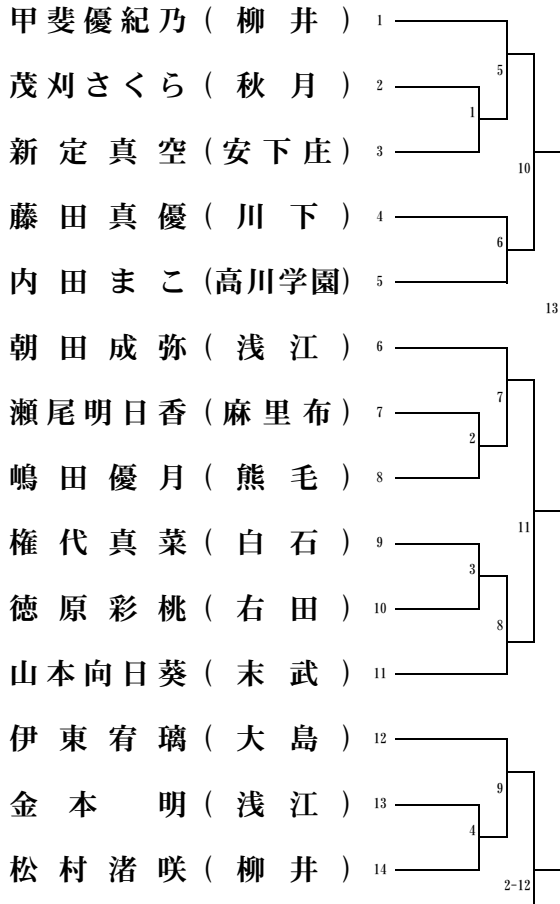 甲斐優紀乃 ( 柳井 ) 1
茂刈さくら ( 秋月 ) 2
新定真空 (安下庄) 3
藤田真優 ( 川下 ) 4
内田まこ (高川学園) 5
朝田成弥 ( 浅江 ) 6
瀬尾明日香 (麻里布) 7
嶋田優月 ( 熊毛 ) 8
権代真菜 ( 白石 ) 9
徳原彩桃 ( 右田 ) 10
山本向日葵 ( 末武 ) 11
伊東宥璃 ( 大島 ) 12
金本明 ( 浅江 ) 13
松村渚咲 ( 柳井 ) 14
5
1
10
6
13
7
2
11
3
8
9
4
2-12